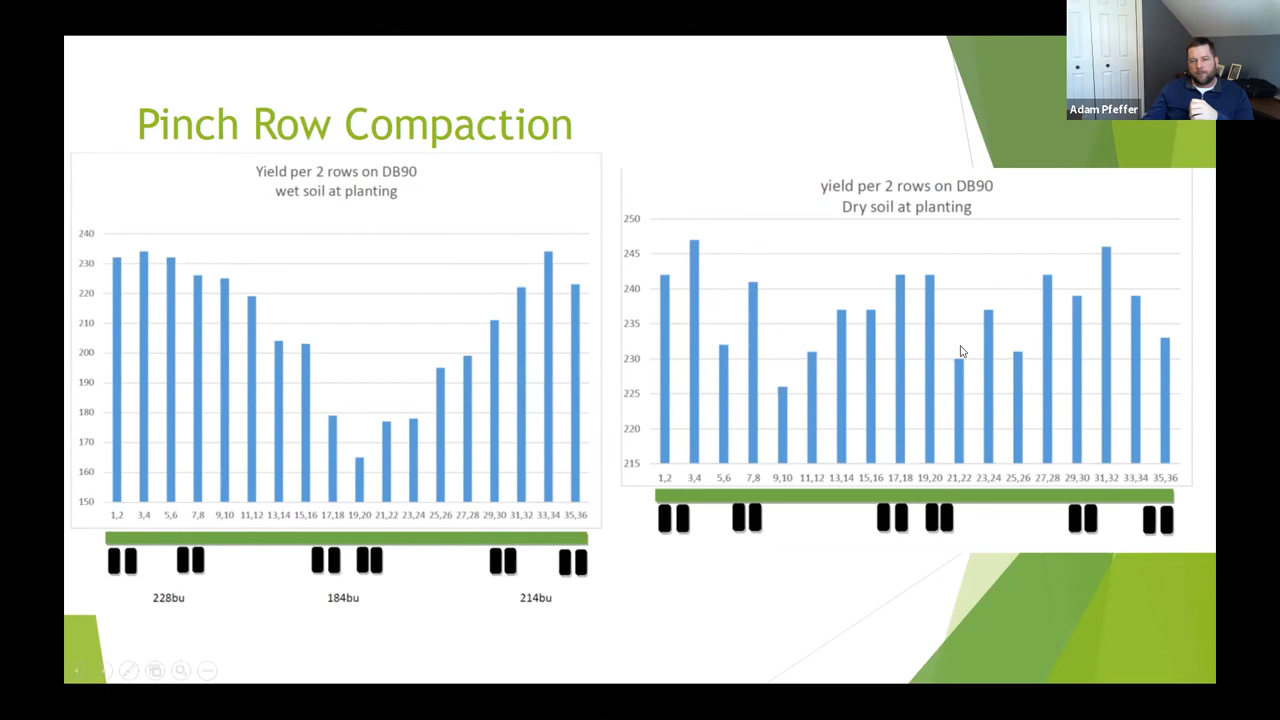 Adam Pfeffer
Pinch Row Compaction
Yield per 2 rows on DB90
wet soil at planting
240
230
220
210
200
190
180
170
160
150
1,2 3,4 5,6 7,8 9,10 11,12 13,14 15,16 17,18 19,20 21,22 23,24 25,26 27,28 29,30 31,32 33,34 35,36
228bu 184bu 214bu
yield per 2 rows on DB90
Dry soil at planting
250
245
240
235
230
225
220
215
1,2 3,4 5,6 7,8 9,10 11,12 13,14 15,16 17,18 19,20 21,22 23,24 25,26 27,28 29,30 31,32 33,34 35,36